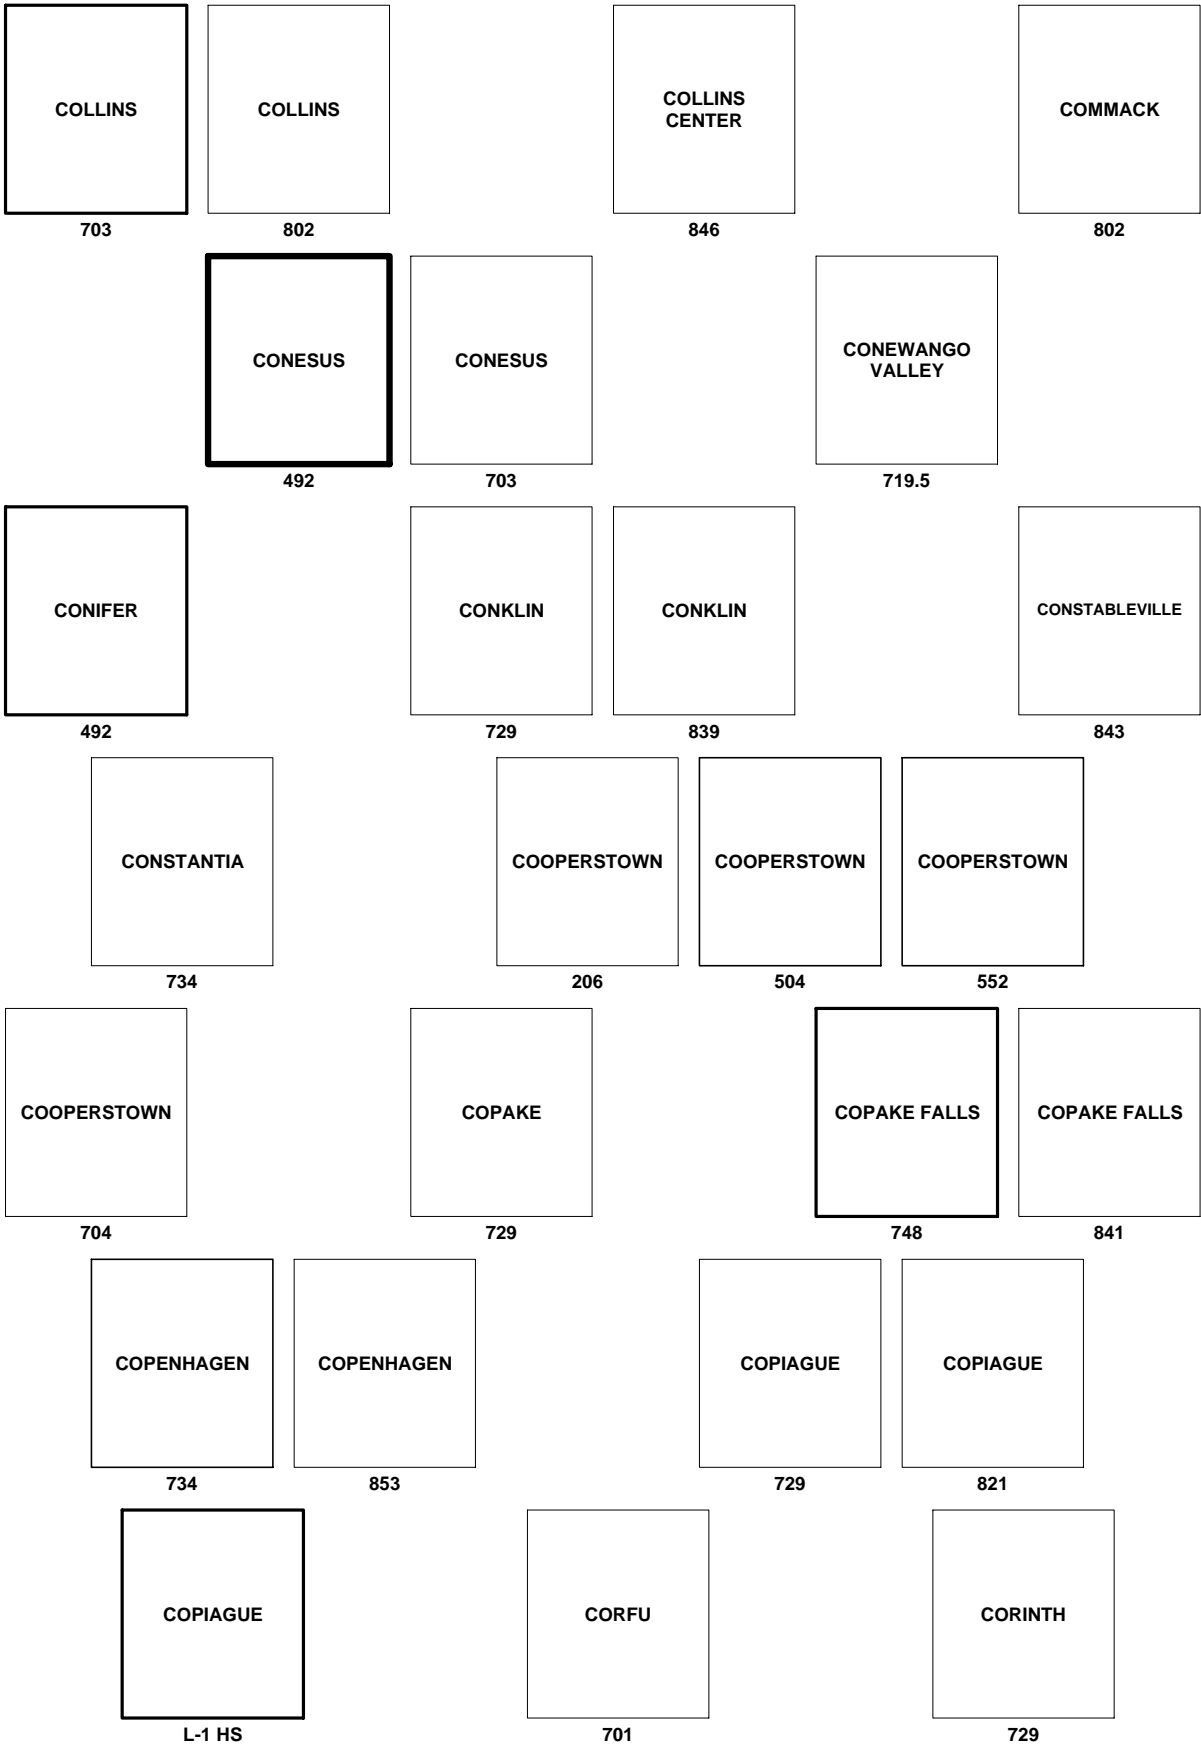 COLLINS
703
COLLINS
802
COLLINS
CENTER
846
COMMACK
802
CONESUS
492
CONESUS
703
CONEWANGO
VALLEY
719.5
CONIFER
492
CONKLIN
729
CONKLIN
839
CONSTABLEVILLE
843
CONSTANTIA
734
COOPERSTOWN
206
COOPERSTOWN
504
COOPERSTOWN
552
COOPERSTOWN
704
COPAKE
729
COPAKE FALLS
748
COPAKE FALLS
841
COPENHAGEN
734
COPENHAGEN
853
COPIAGUE
729
COPIAGUE
821
COPIAGUE
L-1 HS
CORFU
701
CORINTH
729